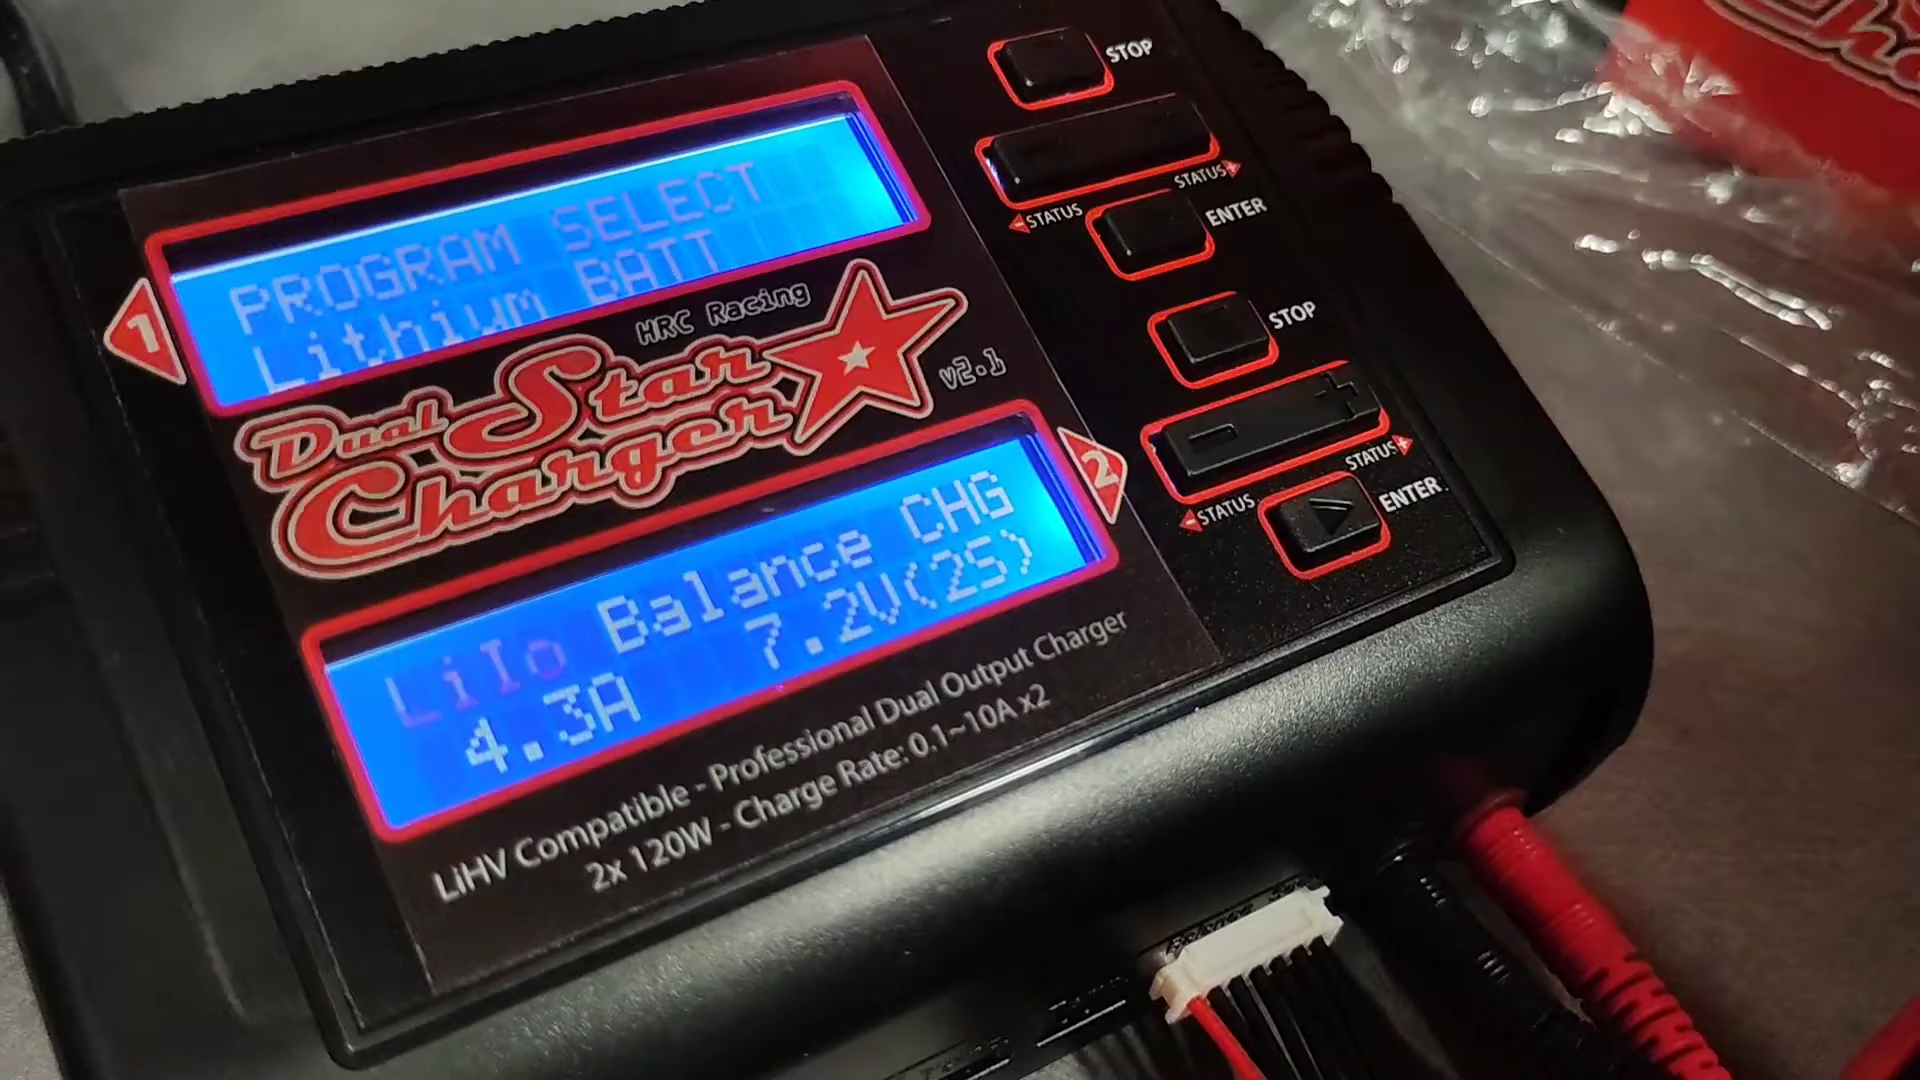 STOP
STATUS
STATUS
ENTER
PROGRAM SELECT
Lithium BATT
1
HRC Racing
Dual Star Charger
v2.1
STOP
STATUS
STATUS
ENTER
2
LiIo Balance CHG
4.3A 7.2V(2S)
LiHV Compatible - Professional Dual Output Charger
2x 120W - Charge Rate: 0.1~10A x2